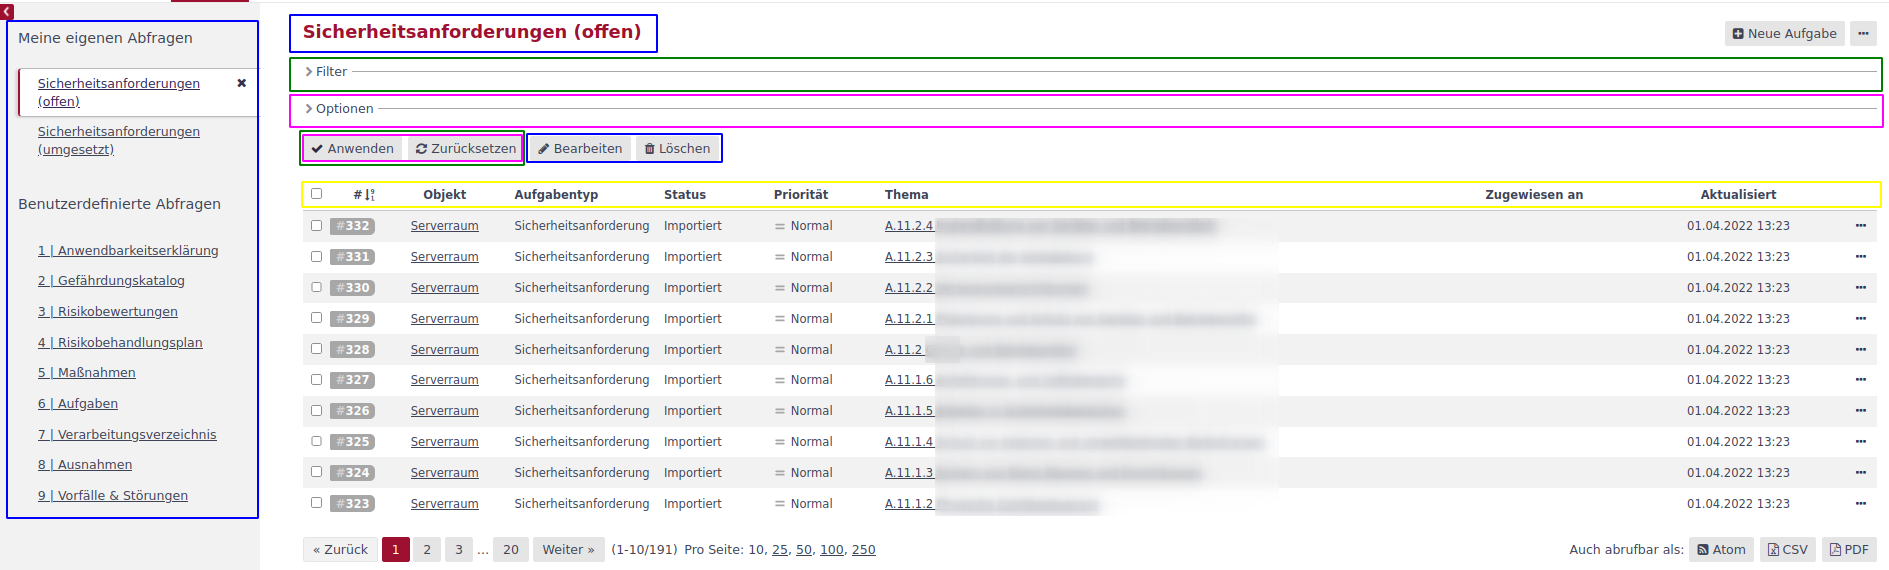 Meine eigenen Abfragen
Sicherheitsanforderungen
(offen)
Sicherheitsanforderungen
(umgesetzt)
Benutzerdefinierte Abfragen
1 | Anwendbarkeitserklärung
2 | Gefährdungskatalog
3 | Risikobewertungen
4 | Risikobehandlungsplan
5 | Maßnahmen
6 | Aufgaben
7 | Verarbeitungsverzeichnis
8 | Ausnahmen
9 | Vorfälle & Störungen
Sicherheitsanforderungen (offen)
Neue Aufgabe
Filter
Optionen
Anwenden Zurücksetzen Bearbeiten Löschen
# Objekt Aufgabentyp Status Priorität Thema Zugewiesen an Aktualisiert
#332 Serverraum Sicherheitsanforderung Importiert Normal A.11.2.4 01.04.2022 13:23
#331 Serverraum Sicherheitsanforderung Importiert Normal A.11.2.3 01.04.2022 13:23
#330 Serverraum Sicherheitsanforderung Importiert Normal A.11.2.2 01.04.2022 13:23
#329 Serverraum Sicherheitsanforderung Importiert Normal A.11.2.1 01.04.2022 13:23
#328 Serverraum Sicherheitsanforderung Importiert Normal A.11.2 01.04.2022 13:23
#327 Serverraum Sicherheitsanforderung Importiert Normal A.11.1.6 01.04.2022 13:23
#326 Serverraum Sicherheitsanforderung Importiert Normal A.11.1.5 01.04.2022 13:23
#325 Serverraum Sicherheitsanforderung Importiert Normal A.11.1.4 01.04.2022 13:23
#324 Serverraum Sicherheitsanforderung Importiert Normal A.11.1.3 01.04.2022 13:23
#323 Serverraum Sicherheitsanforderung Importiert Normal A.11.1.2 01.04.2022 13:23
« Zurück 1 2 3 ... 20 Weiter » (1-10/191) Pro Seite: 10, 25, 50, 100, 250
Auch abrufbar als: Atom CSV PDF